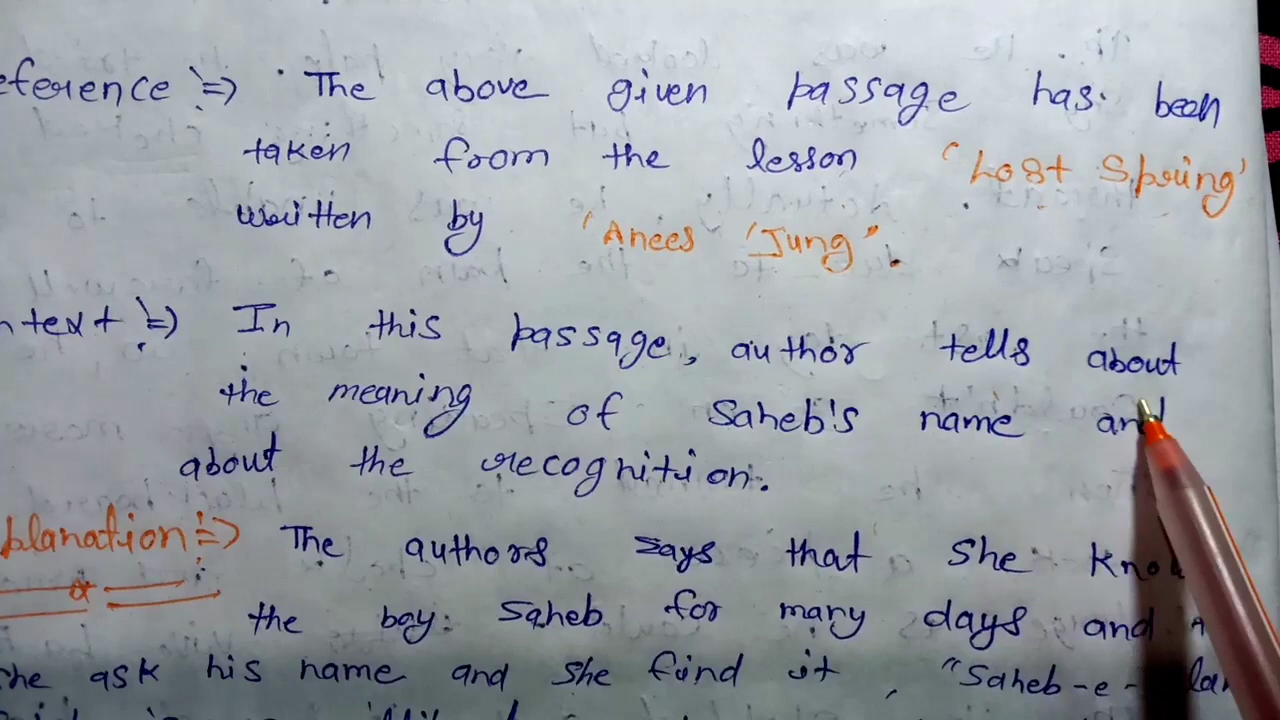 eference => The above given passage has been
taken from the lesson 'Lost Spring'
written by 'Anees 'Jung".
ntext => In this passage, author tells about
the meaning of Saheb's name and
about the recognition.
planation => The authors says that she
the boy Saheb for many days and
he ask his name and she find it, "Saheb-e-